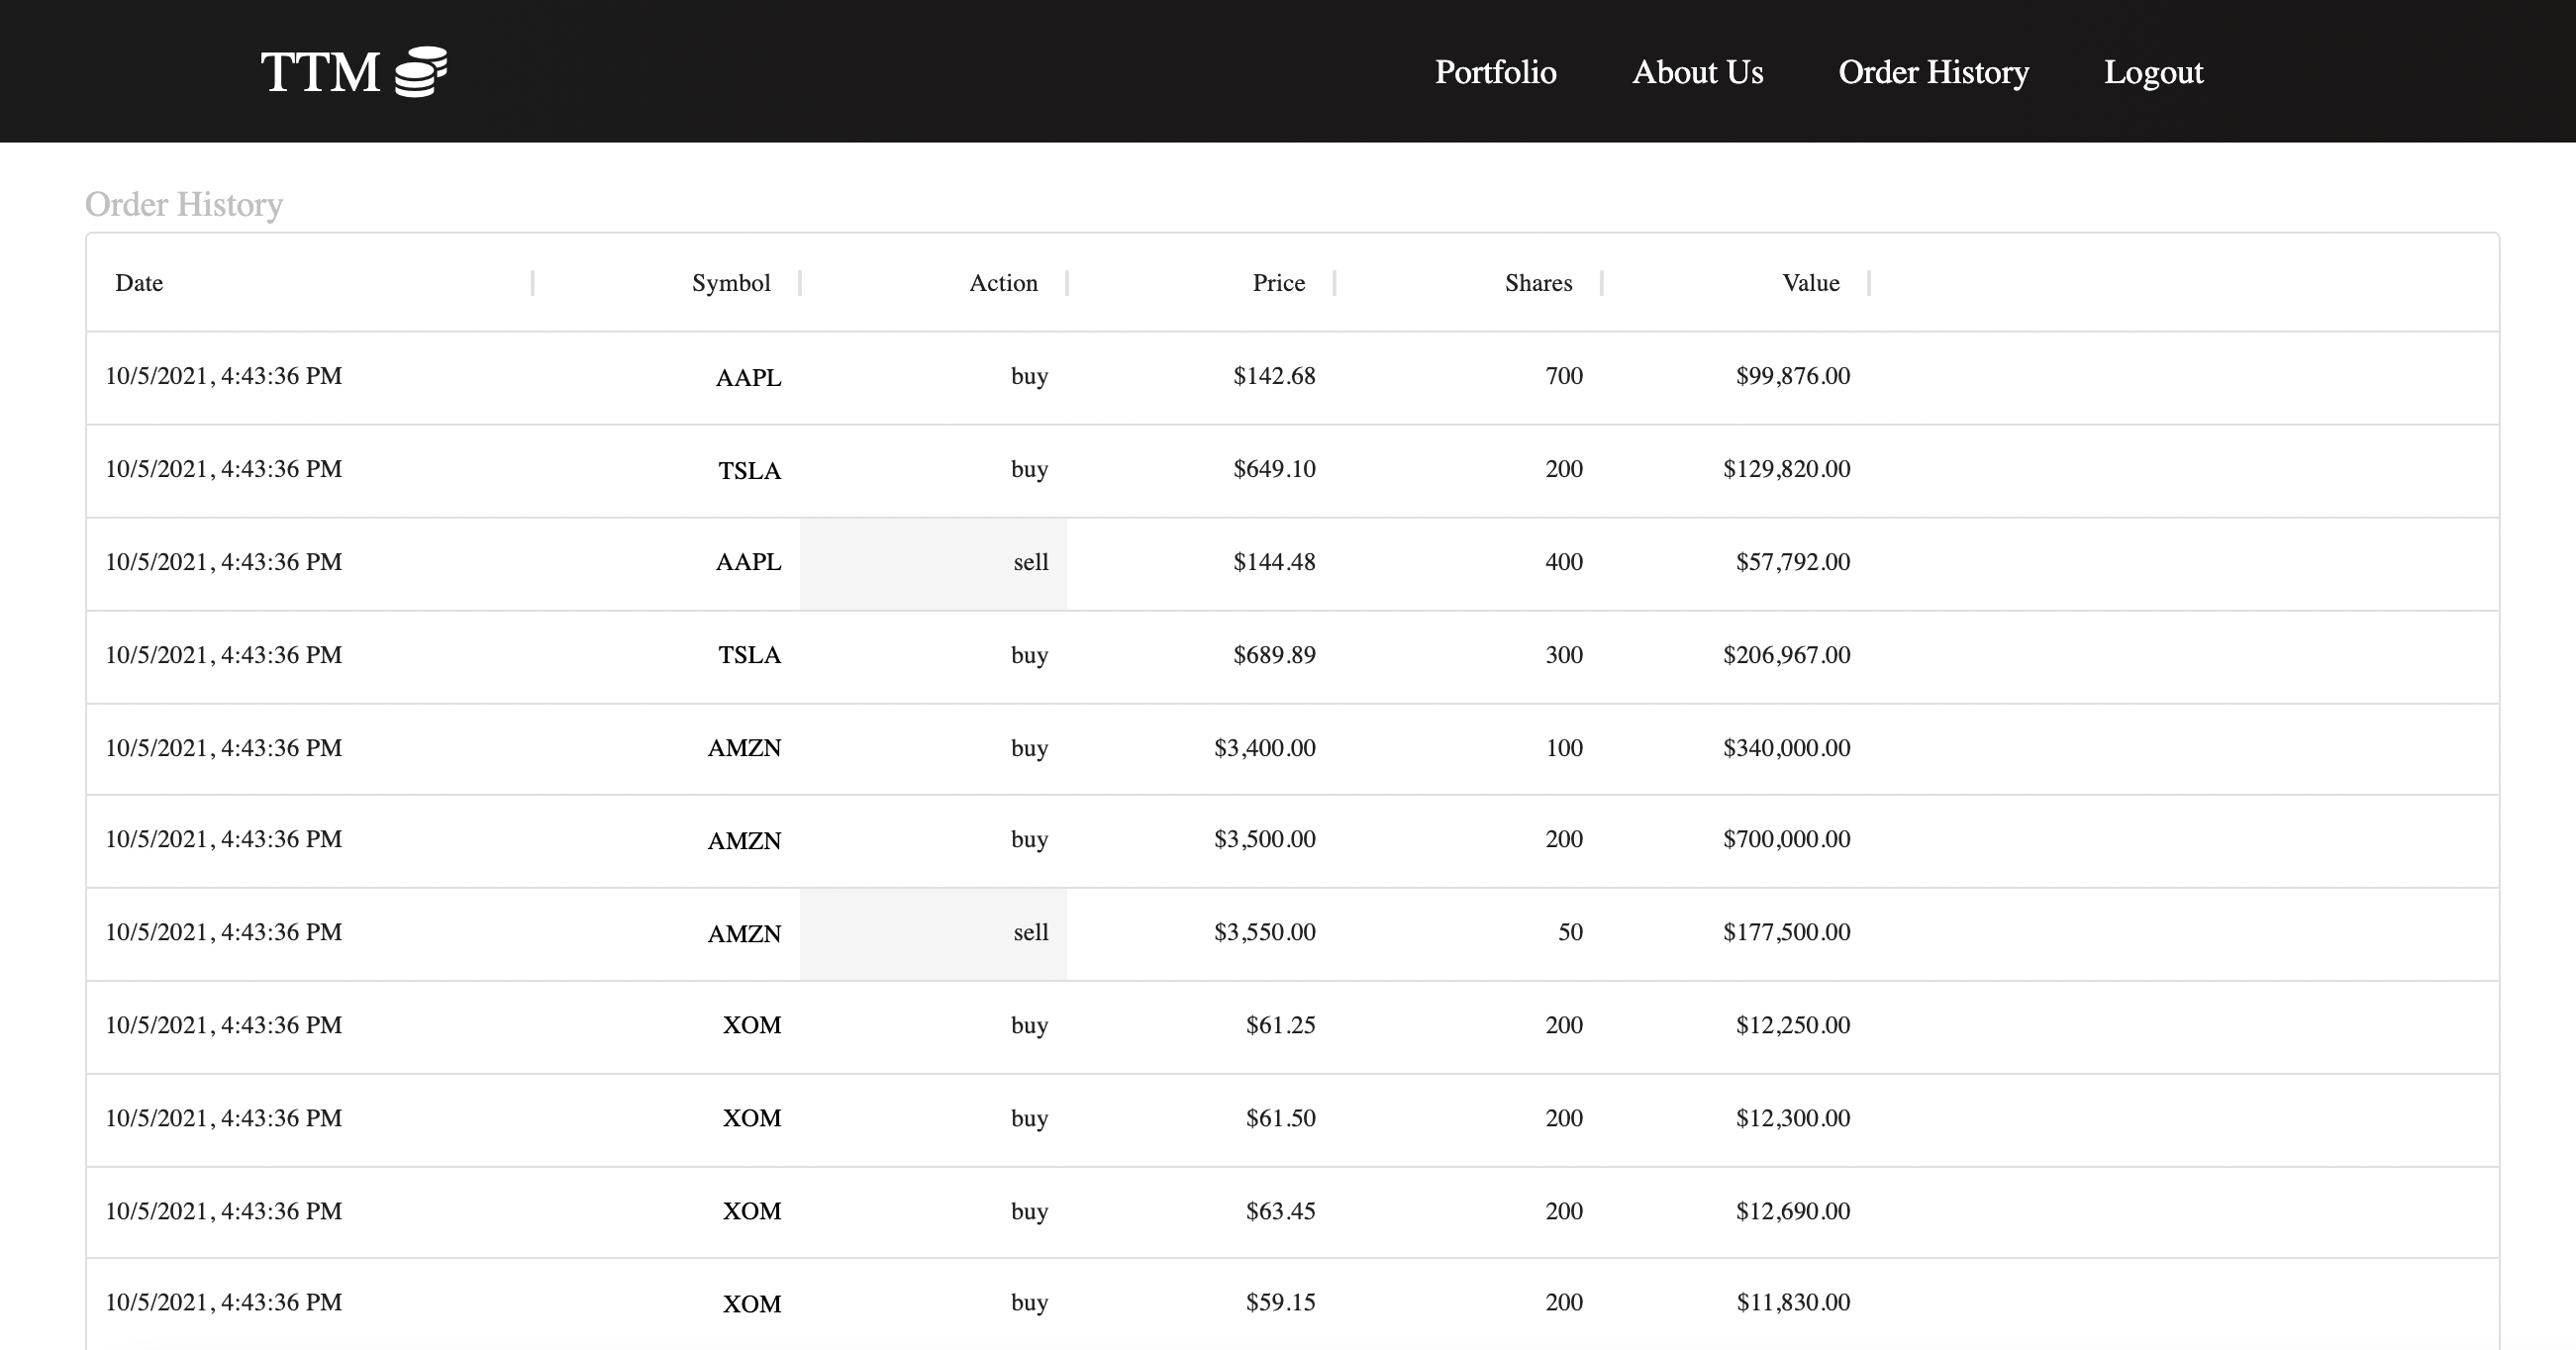 TTM Portfolio About Us Order History Logout
Order History
Date Symbol Action Price Shares Value
10/5/2021, 4:43:36 PM AAPL buy $142.68 700 $99,876.00
10/5/2021, 4:43:36 PM TSLA buy $649.10 200 $129,820.00
10/5/2021, 4:43:36 PM AAPL sell $144.48 400 $57,792.00
10/5/2021, 4:43:36 PM TSLA buy $689.89 300 $206,967.00
10/5/2021, 4:43:36 PM AMZN buy $3,400.00 100 $340,000.00
10/5/2021, 4:43:36 PM AMZN buy $3,500.00 200 $700,000.00
10/5/2021, 4:43:36 PM AMZN sell $3,550.00 50 $177,500.00
10/5/2021, 4:43:36 PM XOM buy $61.25 200 $12,250.00
10/5/2021, 4:43:36 PM XOM buy $61.50 200 $12,300.00
10/5/2021, 4:43:36 PM XOM buy $63.45 200 $12,690.00
10/5/2021, 4:43:36 PM XOM buy $59.15 200 $11,830.00